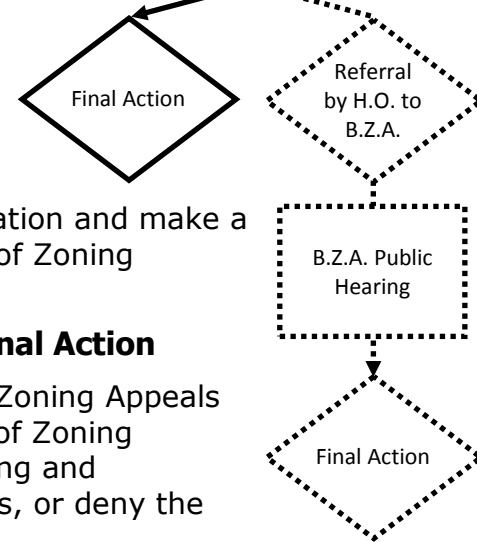 Final Action
Referral
by H.O. to
B.Z.A.
ation and make a
of Zoning
B.Z.A. Public
Hearing
nal Action
Zoning Appeals
of Zoning
ng and
s, or deny the
Final Action